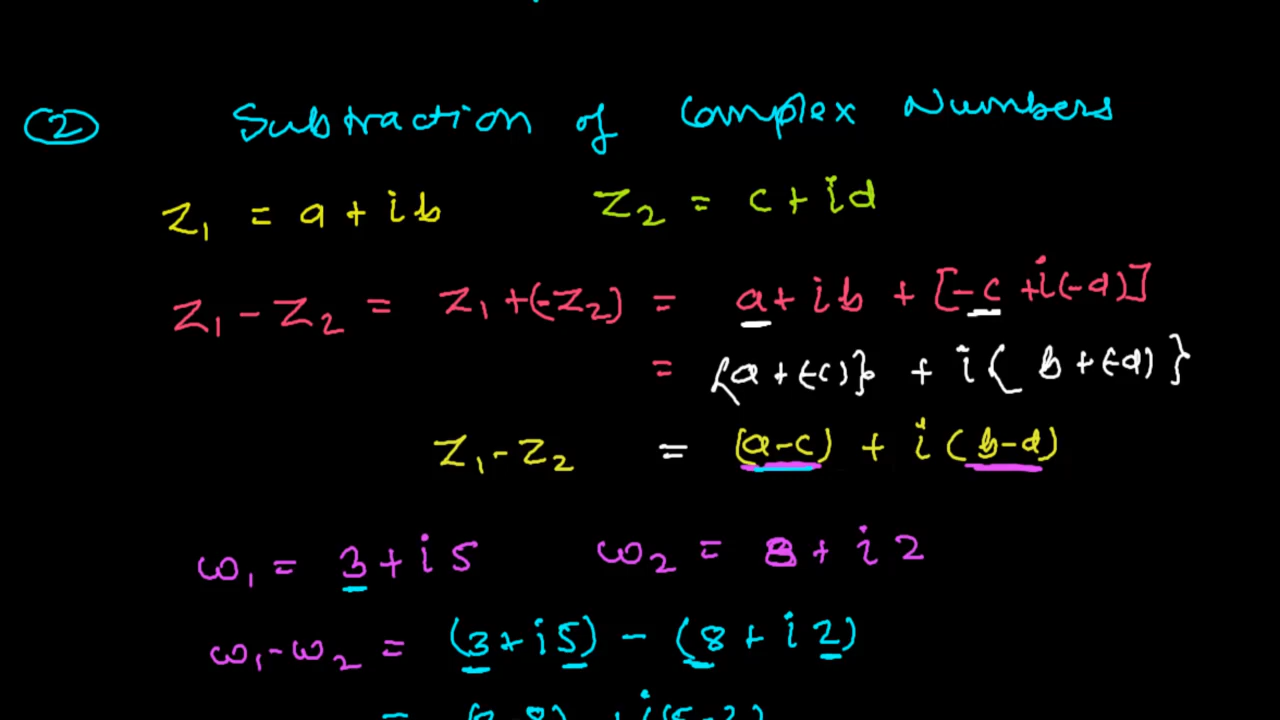 ② Subtraction of Complex Numbers
Z₁ = a + ib Z₂ = c + id
Z₁ - Z₂ = Z₁ + (-Z₂) = a + ib + [-c + i(-d)]
= {a + (-c)} + i{ b + (-d) }
Z₁ - Z₂ = (a-c) + i (b-d)
ω₁ = 3 + i5 ω₂ = 8 + i2
ω₁ - ω₂ = (3 + i5) - (8 + i2)